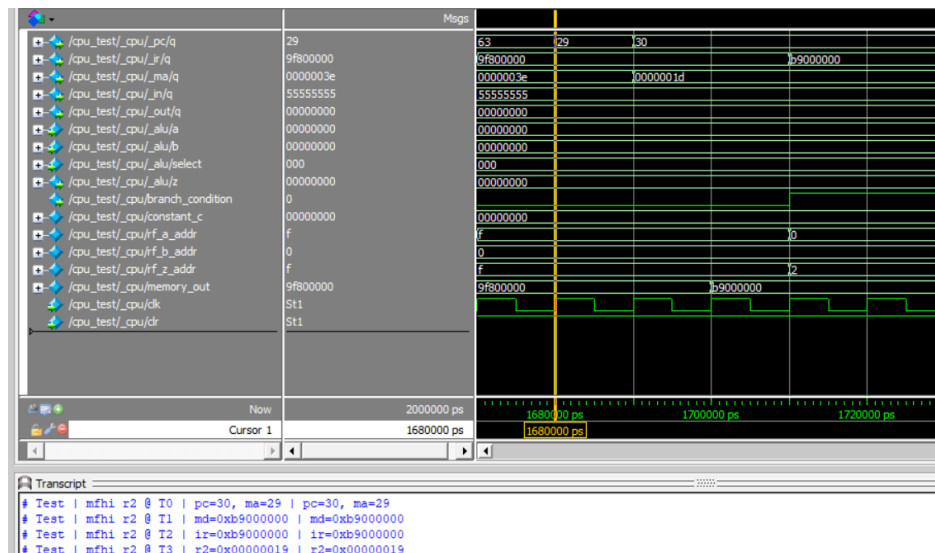 Msgs
/cpu_test/_cpu/_pc/q 29 63 29 30
/cpu_test/_cpu/_ir/q 9f800000 9f800000 b9000000
/cpu_test/_cpu/_ma/q 0000003e 0000003e 0000001d
/cpu_test/_cpu/_in/q 55555555 55555555
/cpu_test/_cpu/_out/q 00000000 00000000
/cpu_test/_cpu/_alu/a 00000000 00000000
/cpu_test/_cpu/_alu/b 00000000 00000000
/cpu_test/_cpu/_alu/select 000 000
/cpu_test/_cpu/_alu/z 00000000 00000000
/cpu_test/_cpu/branch_condition 0
/cpu_test/_cpu/constant_c 00000000 00000000
/cpu_test/_cpu/rf_a_addr f f 0
/cpu_test/_cpu/rf_b_addr 0 0
/cpu_test/_cpu/rf_z_addr f f 2
/cpu_test/_cpu/memory_out 9f800000 9f800000 b9000000
/cpu_test/_cpu/clk St1
/cpu_test/_cpu/clr St1
Now 2000000 ps 1680000 ps 1700000 ps 1720000 ps
Cursor 1 1680000 ps 1680000 ps
Transcript
# Test | mfhi r2 @ T0 | pc=30, ma=29 | pc=30, ma=29
# Test | mfhi r2 @ T1 | md=0xb9000000 | md=0xb9000000
# Test | mfhi r2 @ T2 | ir=0xb9000000 | ir=0xb9000000
# Test | mfhi r2 @ T3 | r2=0x00000019 | r2=0x00000019